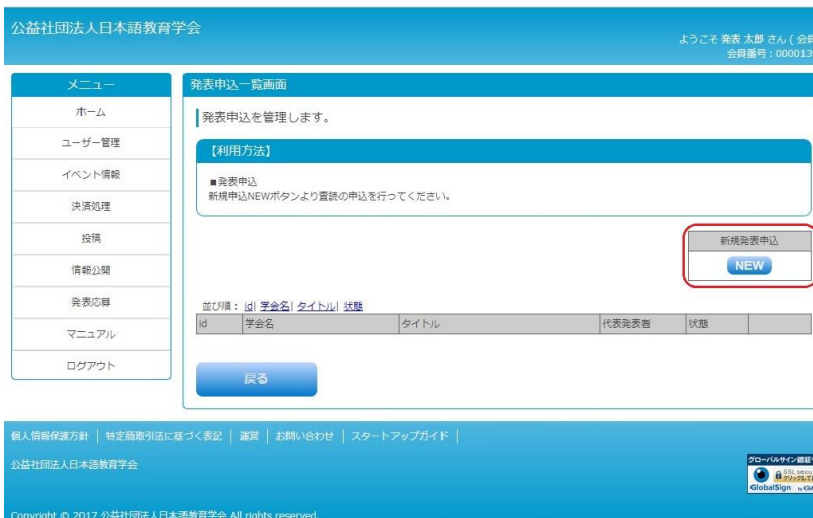 公益社団法人日本語教育学会
ようこそ 発表 太郎 さん ( 会員
会員番号：0000013
メニュー
ホーム
ユーザー管理
イベント情報
決済処理
投稿
情報公開
発表応募
マニュアル
ログアウト
発表申込一覧画面
発表申込を管理します。
【利用方法】
■発表申込
新規申込NEWボタンより査読の申込を行ってください。
新規発表申込
NEW
並び順： id| 学会名| タイトル| 状態
id 学会名 タイトル 代表発表者 状態
戻る
個人情報保護方針 | 特定商取引法に基づく表記 | 運営 | お問い合わせ | スタートアップガイド |
公益社団法人日本語教育学会
グローバルサイン認証
GlobalSign
Copyright © 2017 公益社団法人日本語教育学会 All rights reserved.